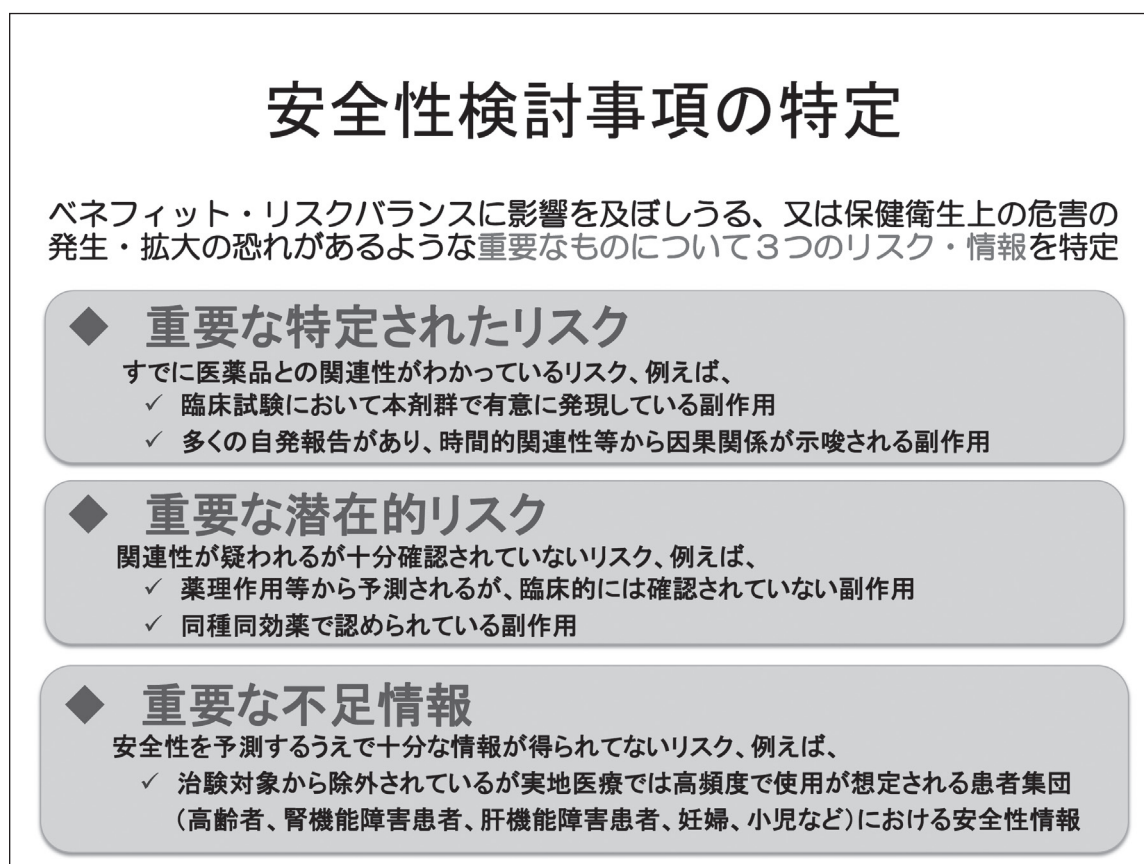 安全性検討事項の特定
ベネフィット・リスクバランスに影響を及ぼしうる、又は保健衛生上の危害の
発生・拡大の恐れがあるような重要なものについて３つのリスク・情報を特定
◆ 重要な特定されたリスク
すでに医薬品との関連性がわかっているリスク、例えば、
✓ 臨床試験において本剤群で有意に発現している副作用
✓ 多くの自発報告があり、時間的関連性等から因果関係が示唆される副作用
◆ 重要な潜在的リスク
関連性が疑われるが十分確認されていないリスク、例えば、
✓ 薬理作用等から予測されるが、臨床的には確認されていない副作用
✓ 同種同効薬で認められている副作用
◆ 重要な不足情報
安全性を予測するうえで十分な情報が得られてないリスク、例えば、
✓ 治験対象から除外されているが実地医療では高頻度で使用が想定される患者集団
（高齢者、腎機能障害患者、肝機能障害患者、妊婦、小児など）における安全性情報